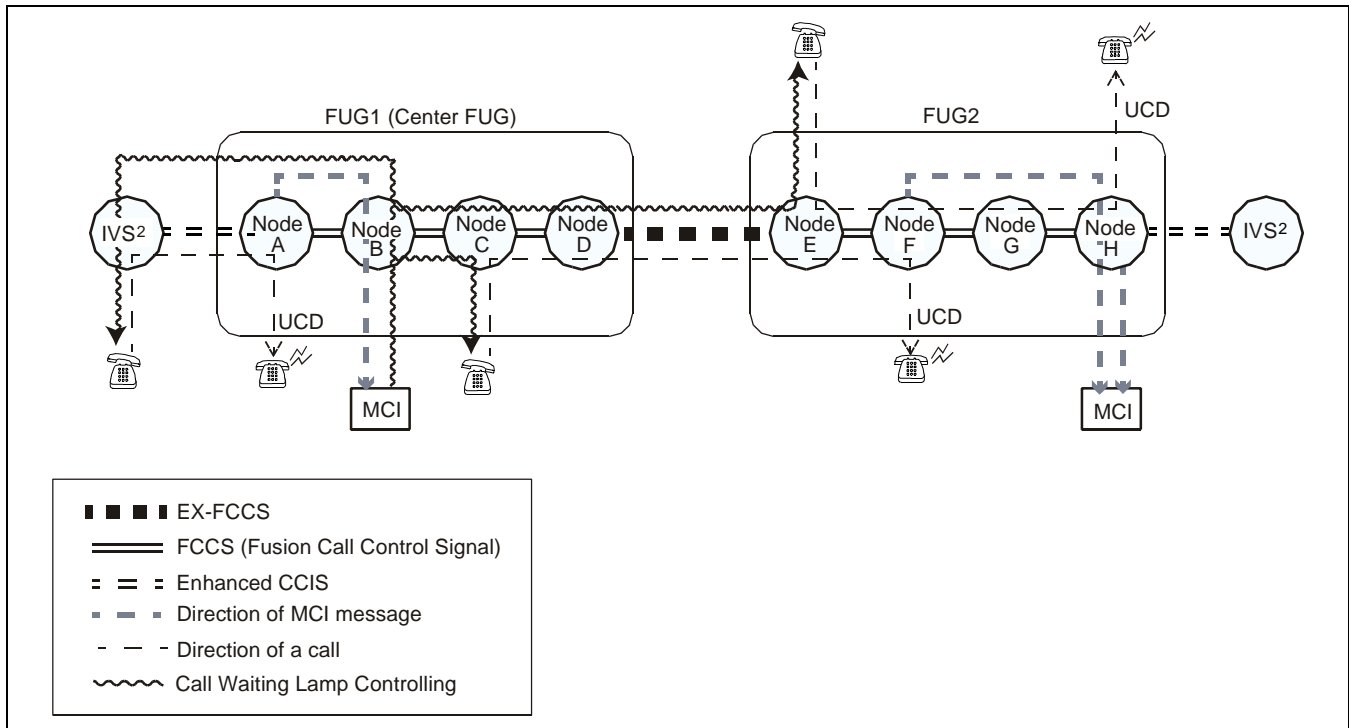 FUG1 (Center FUG)
FUG2
UCD
IVS2
Node
A
Node
B
Node
C
Node
D
Node
E
Node
F
Node
G
Node
H
IVS2
UCD
UCD
MCI
MCI
EX-FCCS
FCCS (Fusion Call Control Signal)
Enhanced CCIS
Direction of MCI message
Direction of a call
Call Waiting Lamp Controlling